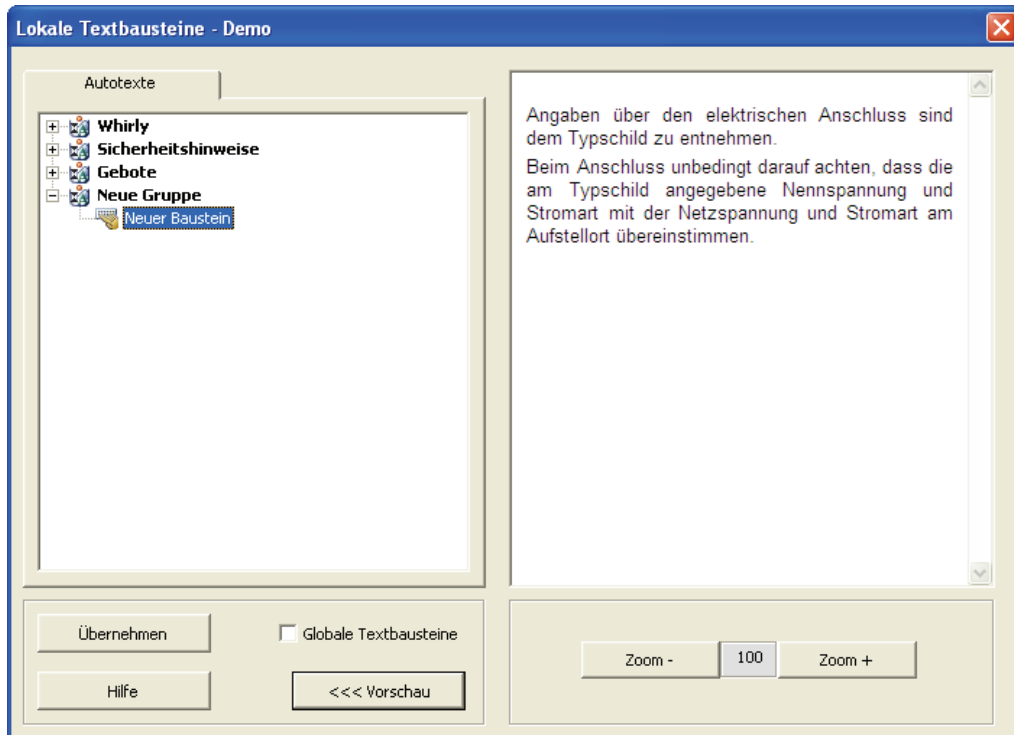 Lokale Textbausteine - Demo
Autotexte
Whirly
Sicherheitshinweise
Gebote
Neue Gruppe
Neuer Baustein
Angaben über den elektrischen Anschluss sind
dem Typschild zu entnehmen.
Beim Anschluss unbedingt darauf achten, dass die
am Typschild angegebene Nennspannung und
Stromart mit der Netzspannung und Stromart am
Aufstellort übereinstimmen.
Übernehmen
Globale Textbausteine
Hilfe
<<< Vorschau
Zoom -
100
Zoom +